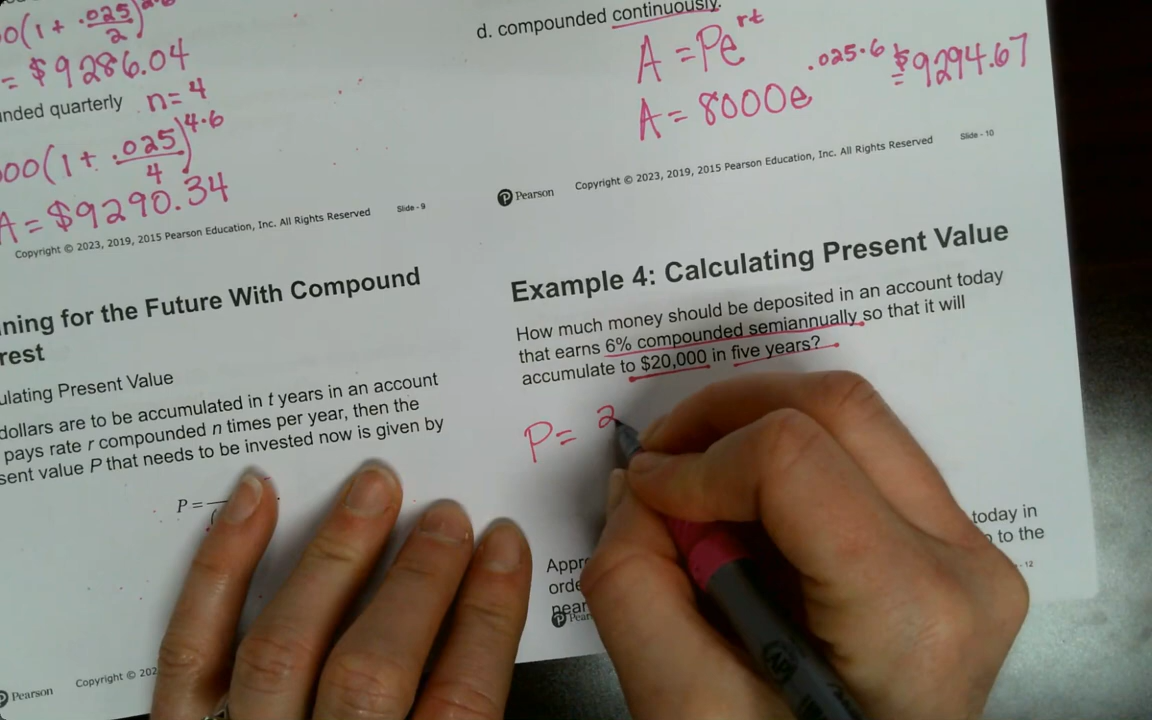 0(1 + .025/2)
= $9286.04
nded quarterly n=4
00(1 + .025/4)^4·6
A = $9290.34
Copyright © 2023, 2019, 2015 Pearson Education, Inc. All Rights Reserved Slide - 9
d. compounded continuously.
A = Pe^rt
A = 8000e^.025·6 = $9294.67
Pearson Copyright © 2023, 2019, 2015 Pearson Education, Inc. All Rights Reserved Slide - 10
ning for the Future With Compound
rest
ulating Present Value
dollars are to be accumulated in t years in an account
pays rate r compounded n times per year, then the
sent value P that needs to be invested now is given by
P =
Pearson Copyright © 202
Example 4: Calculating Present Value
How much money should be deposited in an account today
that earns 6% compounded semiannually so that it will
accumulate to $20,000 in five years?
P= 2
Appr
today in
orde
to the
near
Pear
- 12